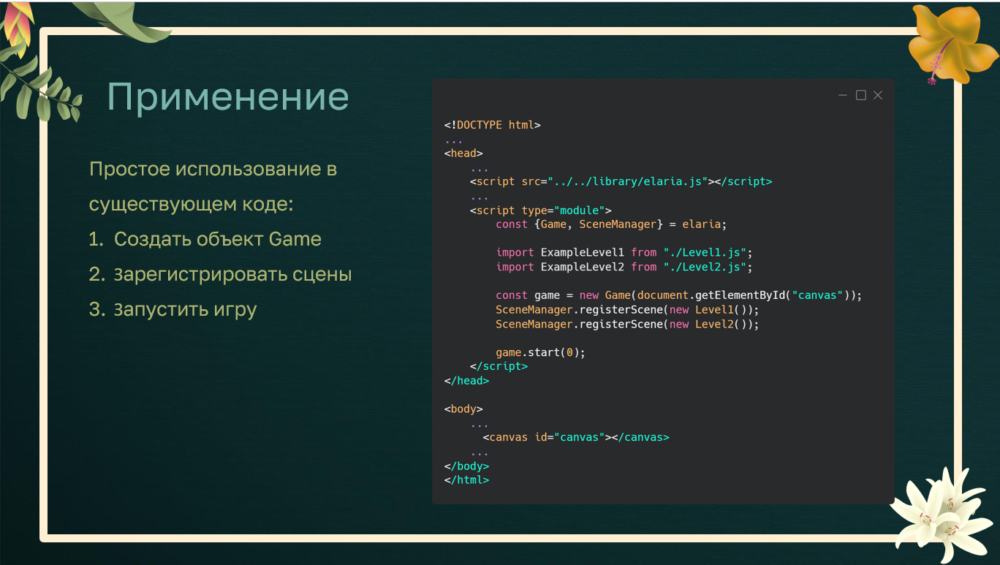 Применение
Простое использование в
существующем коде:
1. Создать объект Game
2. Зарегистрировать сцены
3. Запустить игру
<!DOCTYPE html>
...
<head>
    ...
    <script src="../../library/elaria.js"></script>
    ...
    <script type="module">
        const {Game, SceneManager} = elaria;
        import ExampleLevel1 from "./Level1.js";
        import ExampleLevel2 from "./Level2.js";
        const game = new Game(document.getElementById("canvas"));
        SceneManager.registerScene(new Level1());
        SceneManager.registerScene(new Level2());
        game.start(0);
    </script>
</head>
<body>
    ...
      <canvas id="canvas"></canvas>
    ...
</body>
</html>